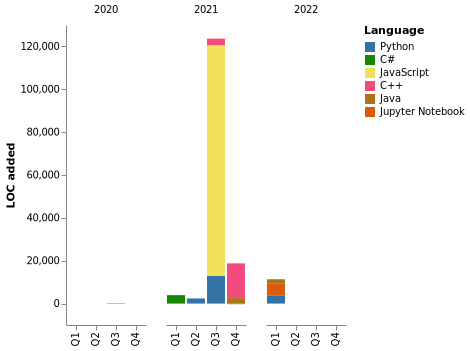 2020 2021 2022
Language
Python
C#
JavaScript
C++
Java
Jupyter Notebook
LOC added
120,000
100,000
80,000
60,000
40,000
20,000
0
Q1 Q2 Q3 Q4 Q1 Q2 Q3 Q4 Q1 Q2 Q3 Q4